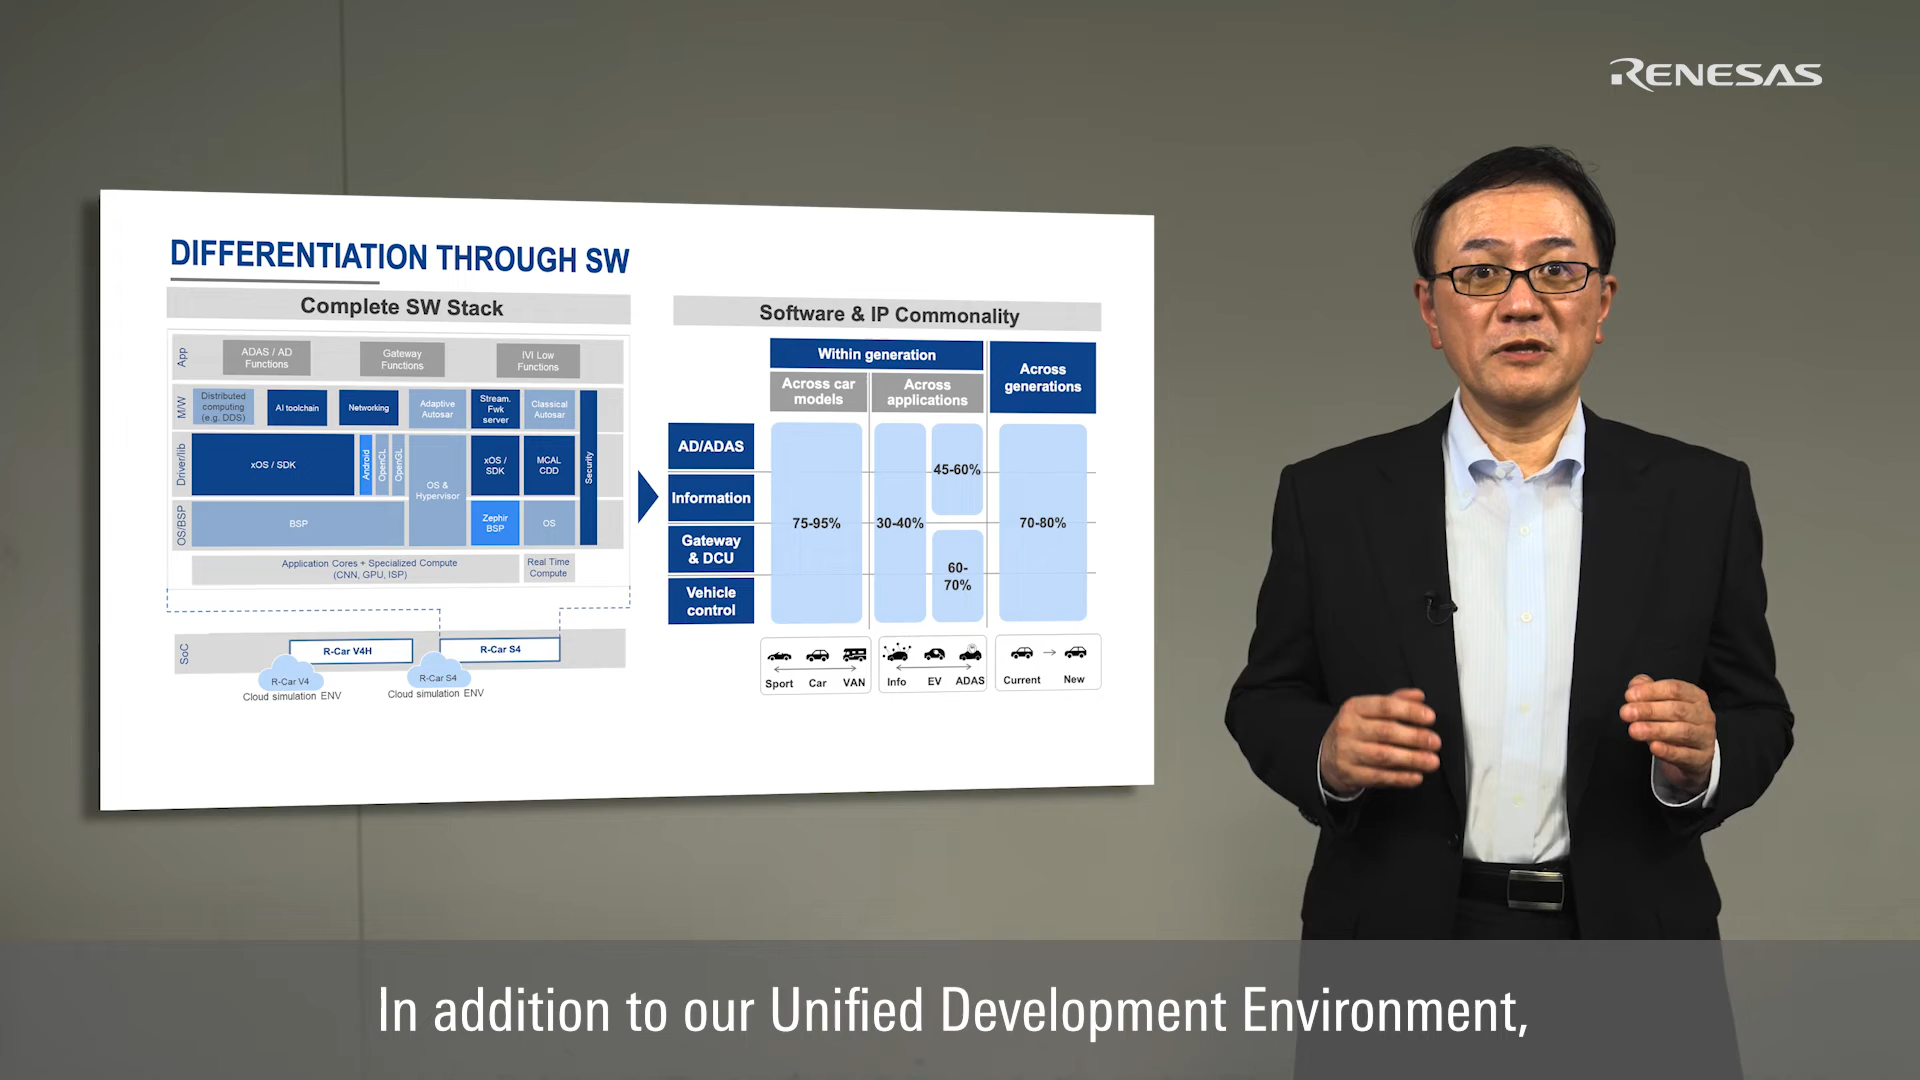 RENESAS
DIFFERENTIATION THROUGH SW
Complete SW Stack
App
ADAS / AD
Functions
Gateway
Functions
IVI Low
Functions
M/W
Distributed
computing
(e.g. DDS)
AI toolchain
Networking
Adaptive
Autosar
Stream.
Fwk
server
Classical
Autosar
Driver/lib
xOS / SDK
Android
OpenCL
OpenGL
OS &
Hypervisor
xOS /
SDK
MCAL
CDD
Security
OS/BSP
BSP
Zephir
BSP
OS
Application Cores + Specialized Compute
(CNN, GPU, ISP)
Real Time
Compute
SoC
R-Car V4H
R-Car S4
R-Car V4
Cloud simulation ENV
R-Car S4
Cloud simulation ENV
Software & IP Commonality
Within generation
Across
generations
Across car
models
Across
applications
AD/ADAS
Information
Gateway
& DCU
Vehicle
control
75-95%
30-40%
45-60%
60-
70%
70-80%
Sport Car VAN
Info EV ADAS
Current New
In addition to our Unified Development Environment,